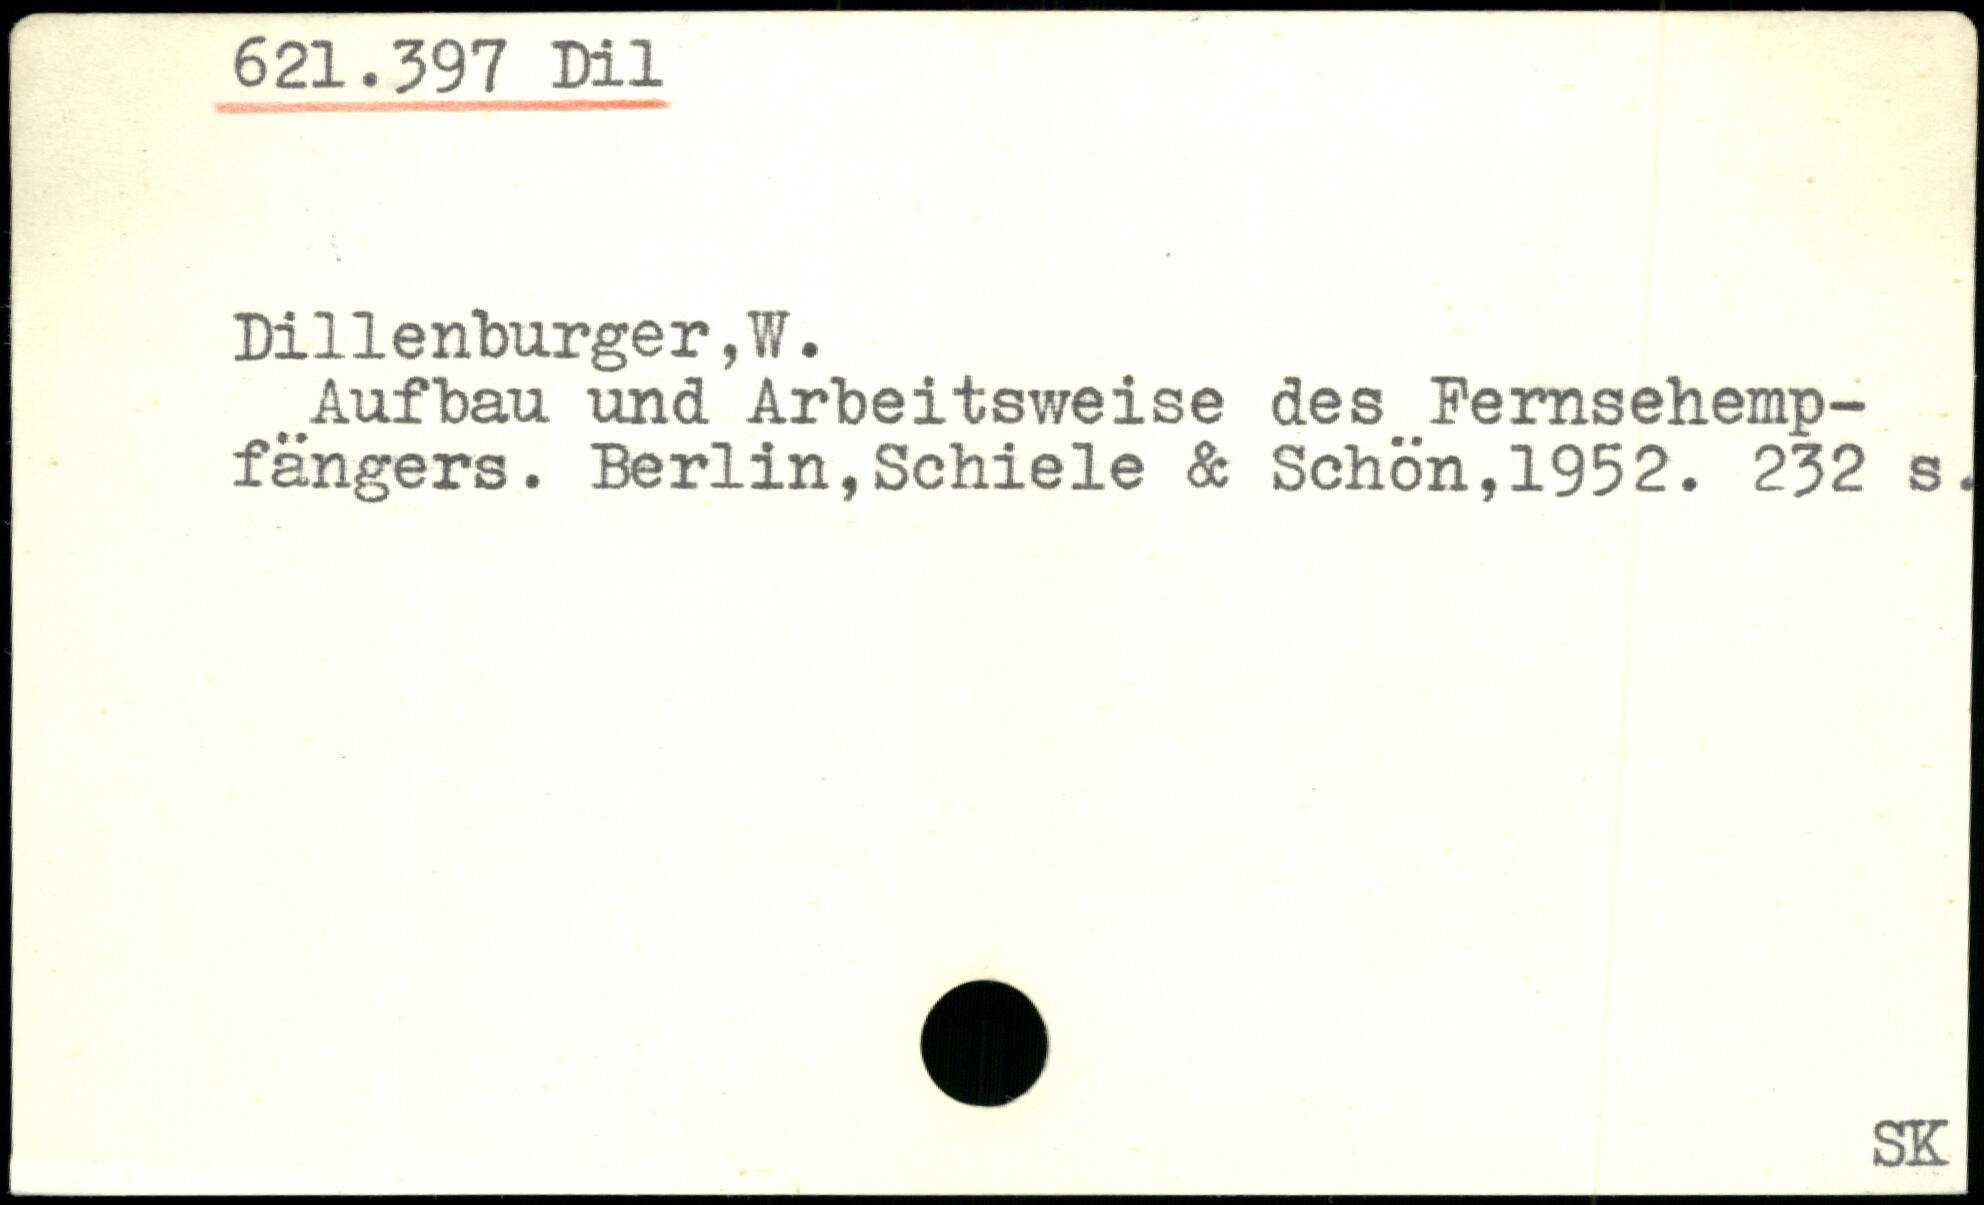 621.397 Dil
Dillenburger,W.
Aufbau und Arbeitsweise des Fernsehemp-
fängers. Berlin,Schiele & Schön,1952. 232 s.
SK